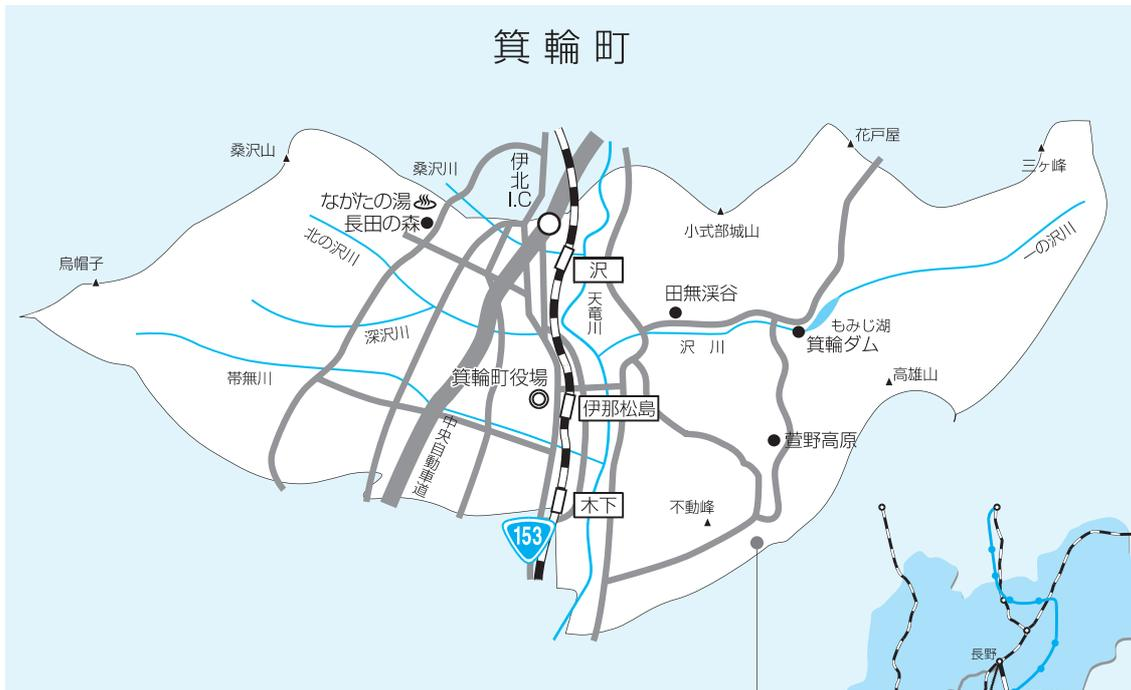 箕輪町
花戸屋
桑沢山
桑沢川
伊北
I.C
三ヶ峰
ながたの湯
長田の森
小式部城山
北の沢川
一の沢川
烏帽子
沢
田無渓谷
天竜川
もみじ湖
箕輪ダム
深沢川
沢川
帯無川
箕輪町役場
高雄山
伊那松島
中央自動車道
萱野高原
木下
不動峰
153
長野